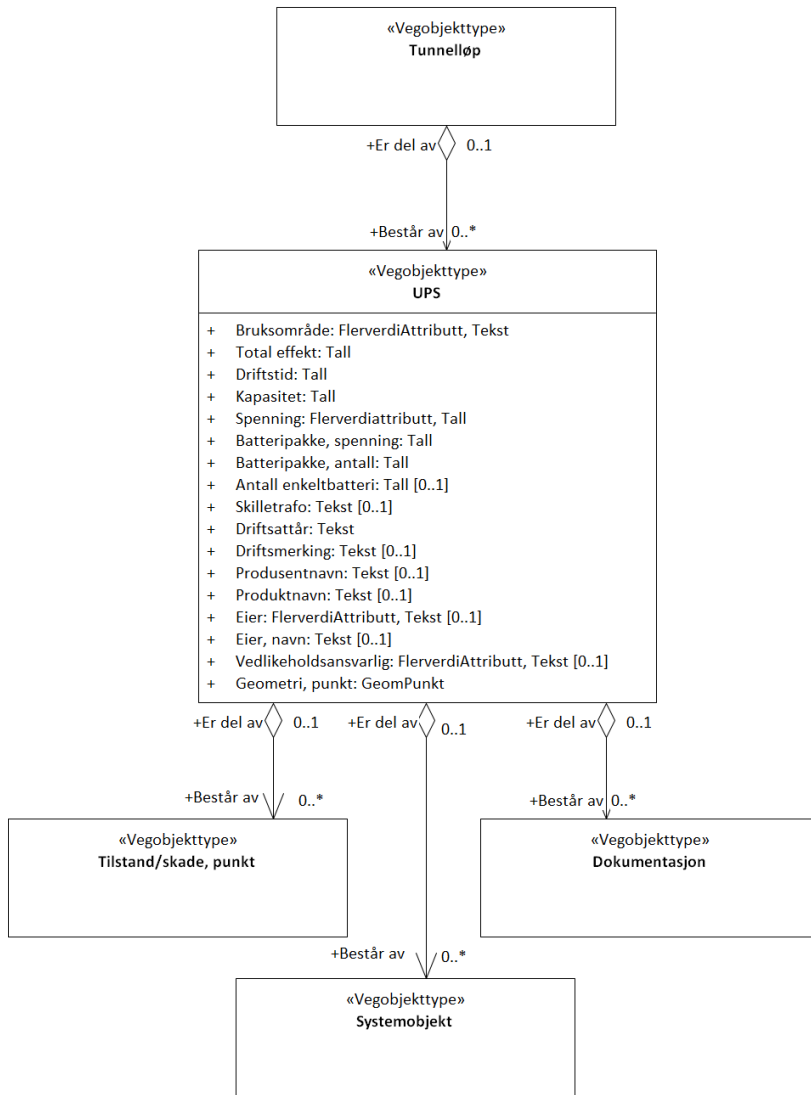 «Vegobjekttype»
Tunnelløp
+Er del av 0..1
+Består av 0..*
«Vegobjekttype»
UPS
+ Bruksområde: FlerverdiAttributt, Tekst
+ Total effekt: Tall
+ Driftstid: Tall
+ Kapasitet: Tall
+ Spenning: Flerverdiattributt, Tall
+ Batteripakke, spenning: Tall
+ Batteripakke, antall: Tall
+ Antall enkeltbatteri: Tall [0..1]
+ Skilletrafo: Tekst [0..1]
+ Driftsattår: Tekst
+ Driftsmerking: Tekst [0..1]
+ Produsentnavn: Tekst [0..1]
+ Produktnavn: Tekst [0..1]
+ Eier: FlerverdiAttributt, Tekst [0..1]
+ Eier, navn: Tekst [0..1]
+ Vedlikeholdsansvarlig: FlerverdiAttributt, Tekst [0..1]
+ Geometri, punkt: GeomPunkt
+Er del av 0..1 +Er del av 0..1 +Er del av 0..1
+Består av 0..* +Består av 0..*
«Vegobjekttype»
Tilstand/skade, punkt
«Vegobjekttype»
Dokumentasjon
+Består av 0..*
«Vegobjekttype»
Systemobjekt